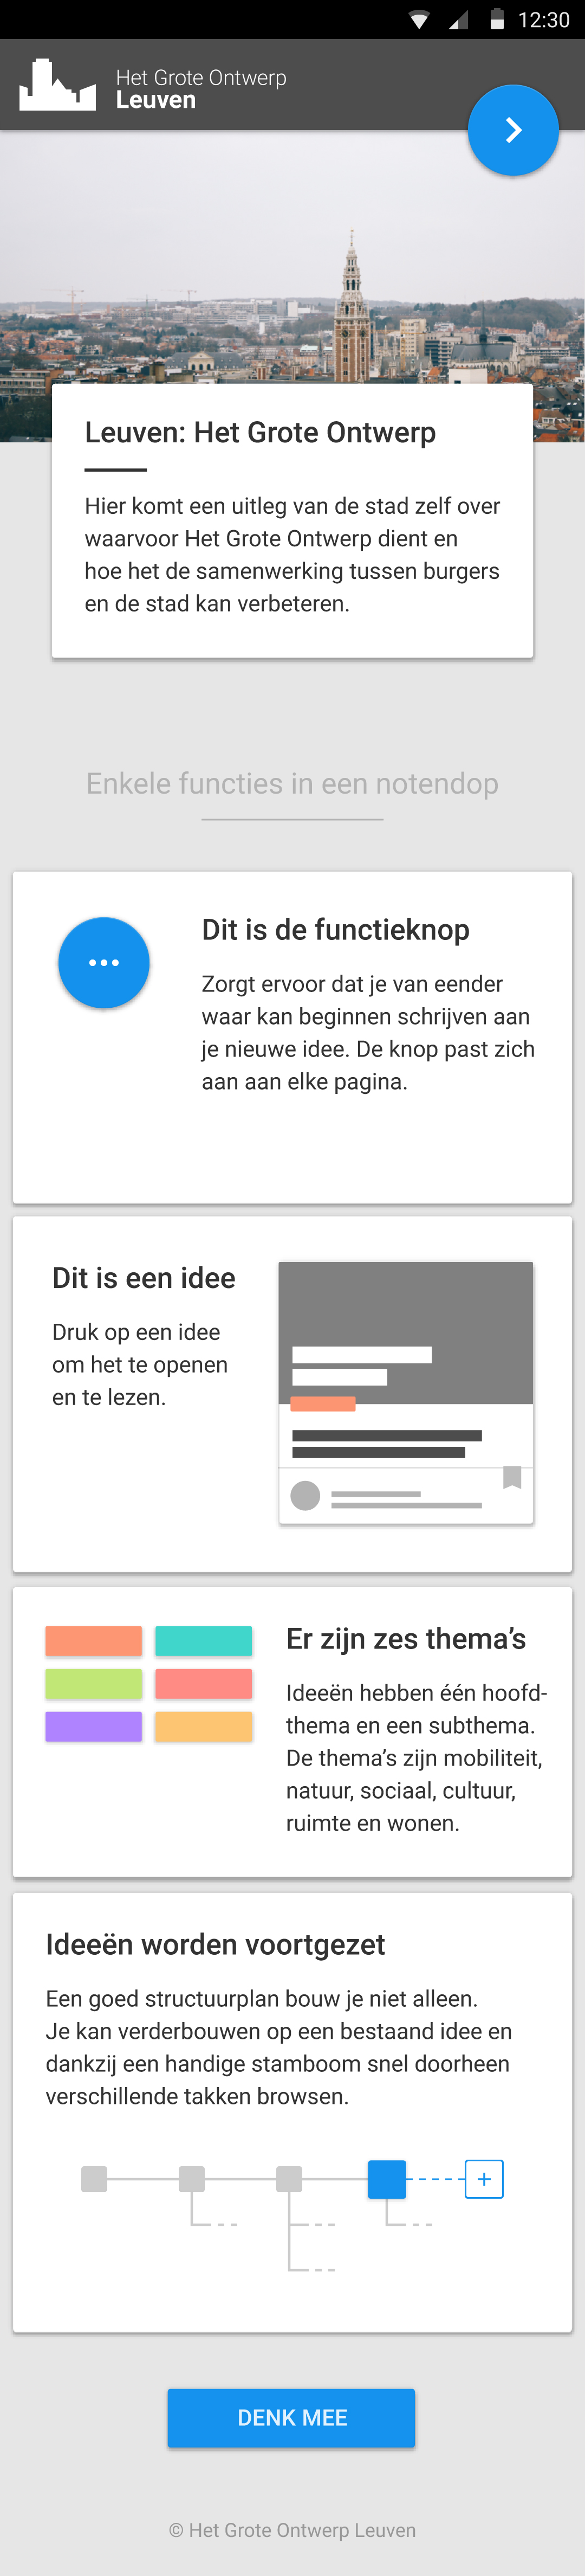 12:30
Het Grote Ontwerp
Leuven
Leuven: Het Grote Ontwerp
Hier komt een uitleg van de stad zelf over
waarvoor Het Grote Ontwerp dient en
hoe het de samenwerking tussen burgers
en de stad kan verbeteren.
Enkele functies in een notendop
Dit is de functieknop
Zorgt ervoor dat je van eender
waar kan beginnen schrijven aan
je nieuwe idee. De knop past zich
aan aan elke pagina.
Dit is een idee
Druk op een idee
om het te openen
en te lezen.
Er zijn zes thema’s
Ideeën hebben één hoofd-
thema en een subthema.
De thema’s zijn mobiliteit,
natuur, sociaal, cultuur,
ruimte en wonen.
Ideeën worden voortgezet
Een goed structuurplan bouw je niet alleen.
Je kan verderbouwen op een bestaand idee en
dankzij een handige stamboom snel doorheen
verschillende takken browsen.
DENK MEE
© Het Grote Ontwerp Leuven